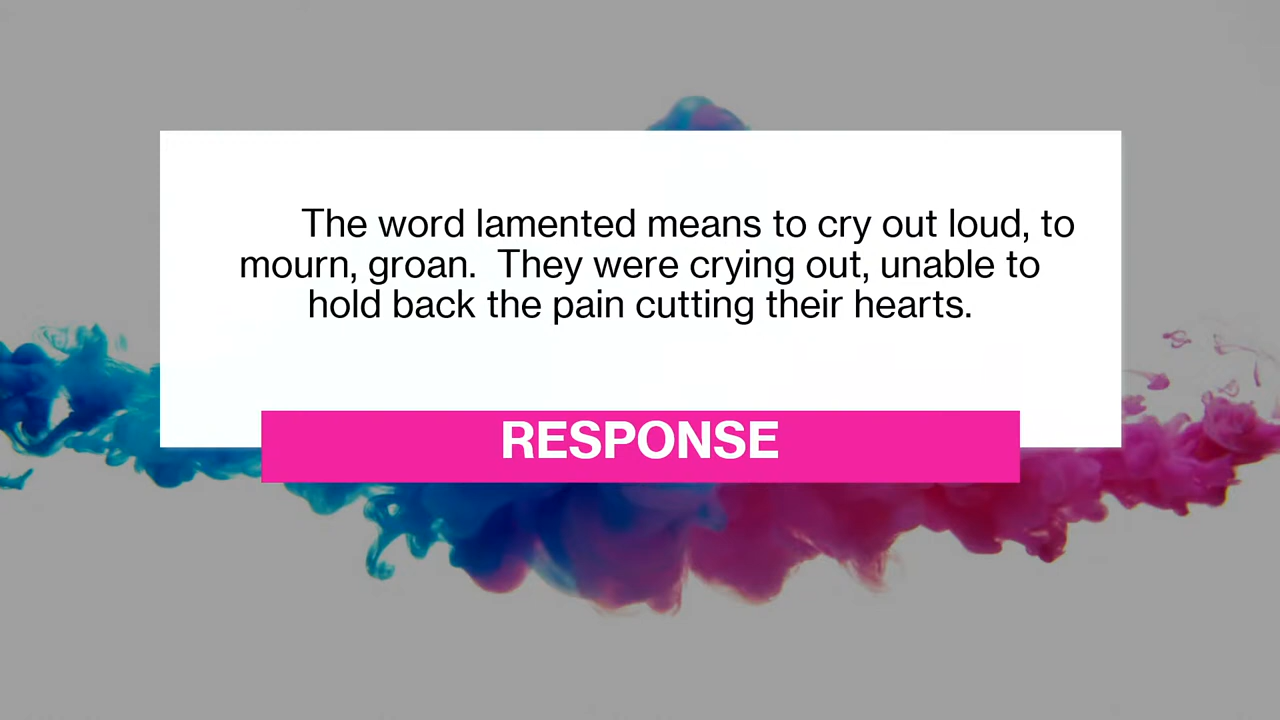 The word lamented means to cry out loud, to
mourn, groan.  They were crying out, unable to
hold back the pain cutting their hearts.
RESPONSE